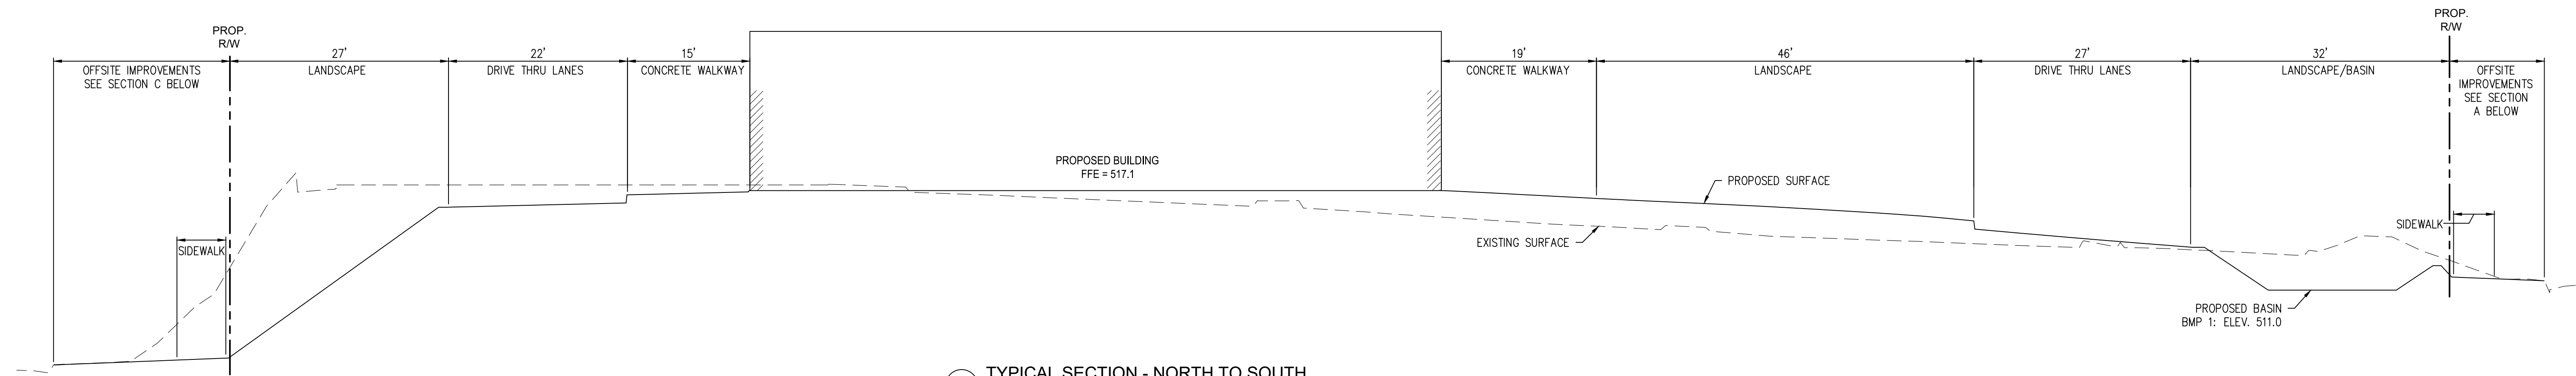 PROP.
R/W
OFFSITE IMPROVEMENTS
SEE SECTION C BELOW
27'
LANDSCAPE
22'
DRIVE THRU LANES
15'
CONCRETE WALKWAY
19'
CONCRETE WALKWAY
46'
LANDSCAPE
27'
DRIVE THRU LANES
32'
LANDSCAPE/BASIN
PROP.
R/W
OFFSITE
IMPROVEMENTS
SEE SECTION
A BELOW
SIDEWALK
PROPOSED BUILDING
FFE = 517.1
PROPOSED SURFACE
EXISTING SURFACE
SIDEWALK
PROPOSED BASIN
BMP 1: ELEV. 511.0
TYPICAL SECTION - NORTH TO SOUTH